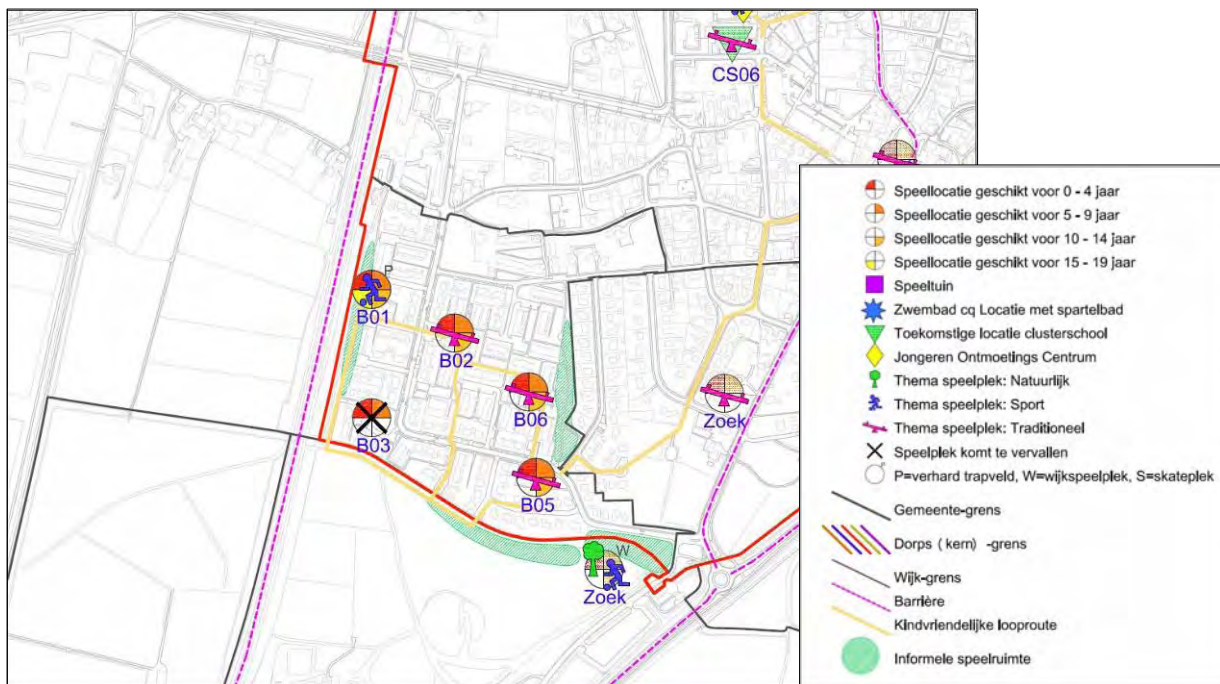 CS06
P
B01
B02
B06
Zoek
B03
B05
W
Zoek
Speellocatie geschikt voor 0 - 4 jaar
Speellocatie geschikt voor 5 - 9 jaar
Speellocatie geschikt voor 10 - 14 jaar
Speellocatie geschikt voor 15 - 19 jaar
Speeltuin
Zwembad cq Locatie met spartelbad
Toekomstige locatie clusterschool
Jongeren Ontmoetings Centrum
Thema speelplek: Natuurlijk
Thema speelplek: Sport
Thema speelplek: Traditioneel
Speelplek komt te vervallen
P=verhard trapveld, W=wijkspeelplek, S=skateplek
Gemeente-grens
Dorps ( kern) -grens
Wijk-grens
Barrière
Kindvriendelijke looproute
Informele speelruimte